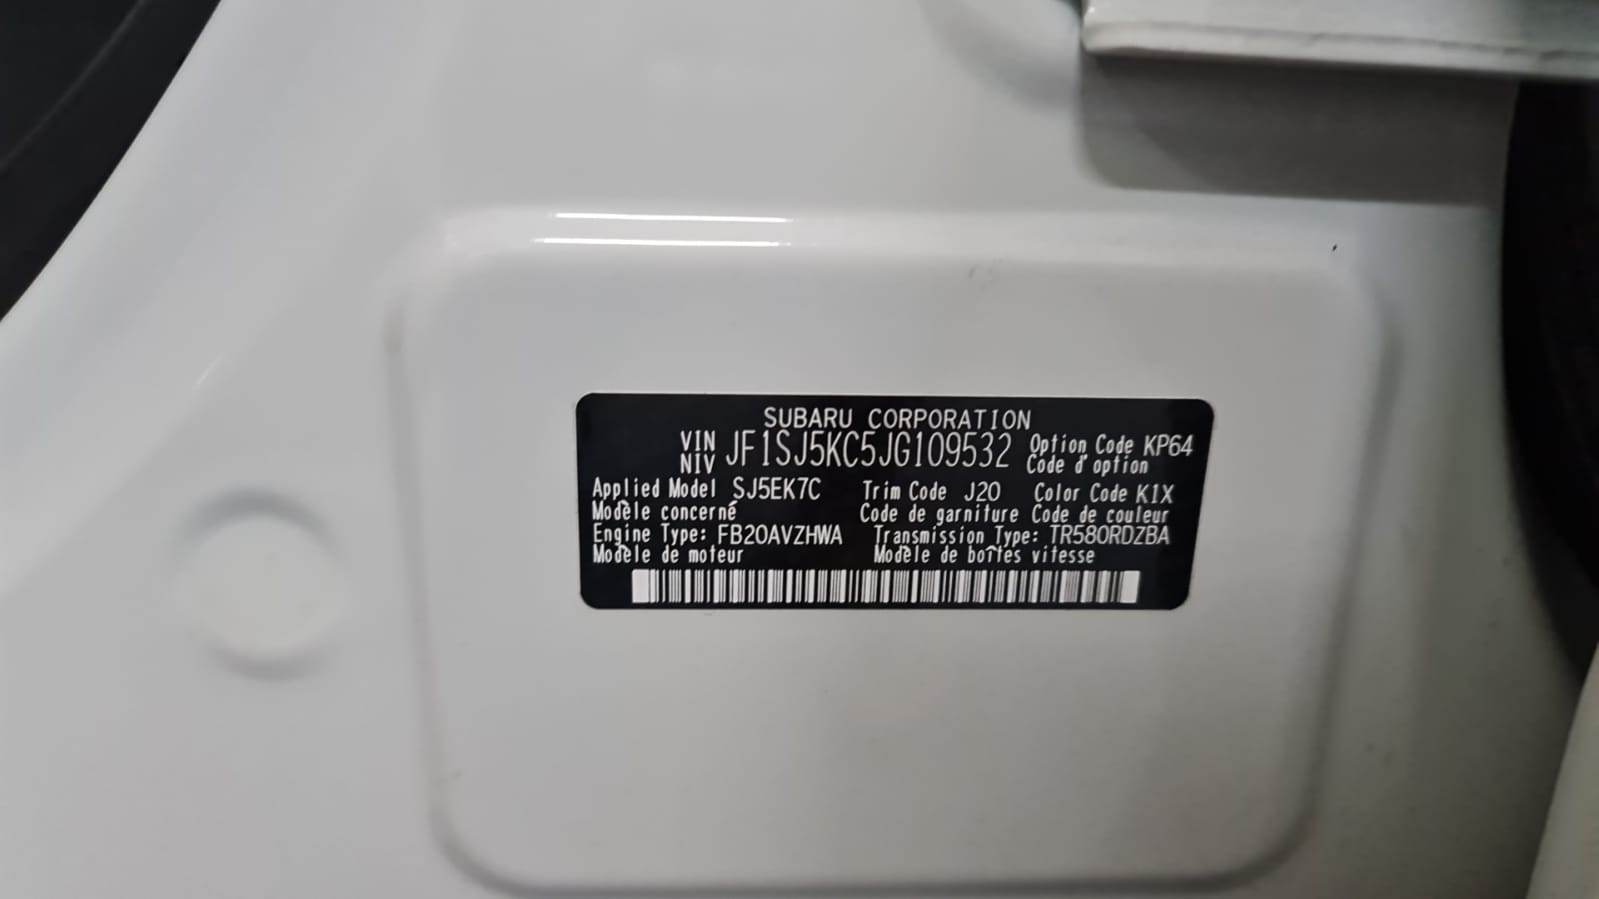 SUBARU CORPORATION
VIN JF1SJ5KC5JG109532 Option Code KP64
NIV Code d'option
Applied Model SJ5EK7C Trim Code J20 Color Code K1X
Modèle concerné Code de garniture Code de couleur
Engine Type: FB20AVZHWA Transmission Type: TR580RDZBA
Modèle de moteur Modèle de boîtes vitesse